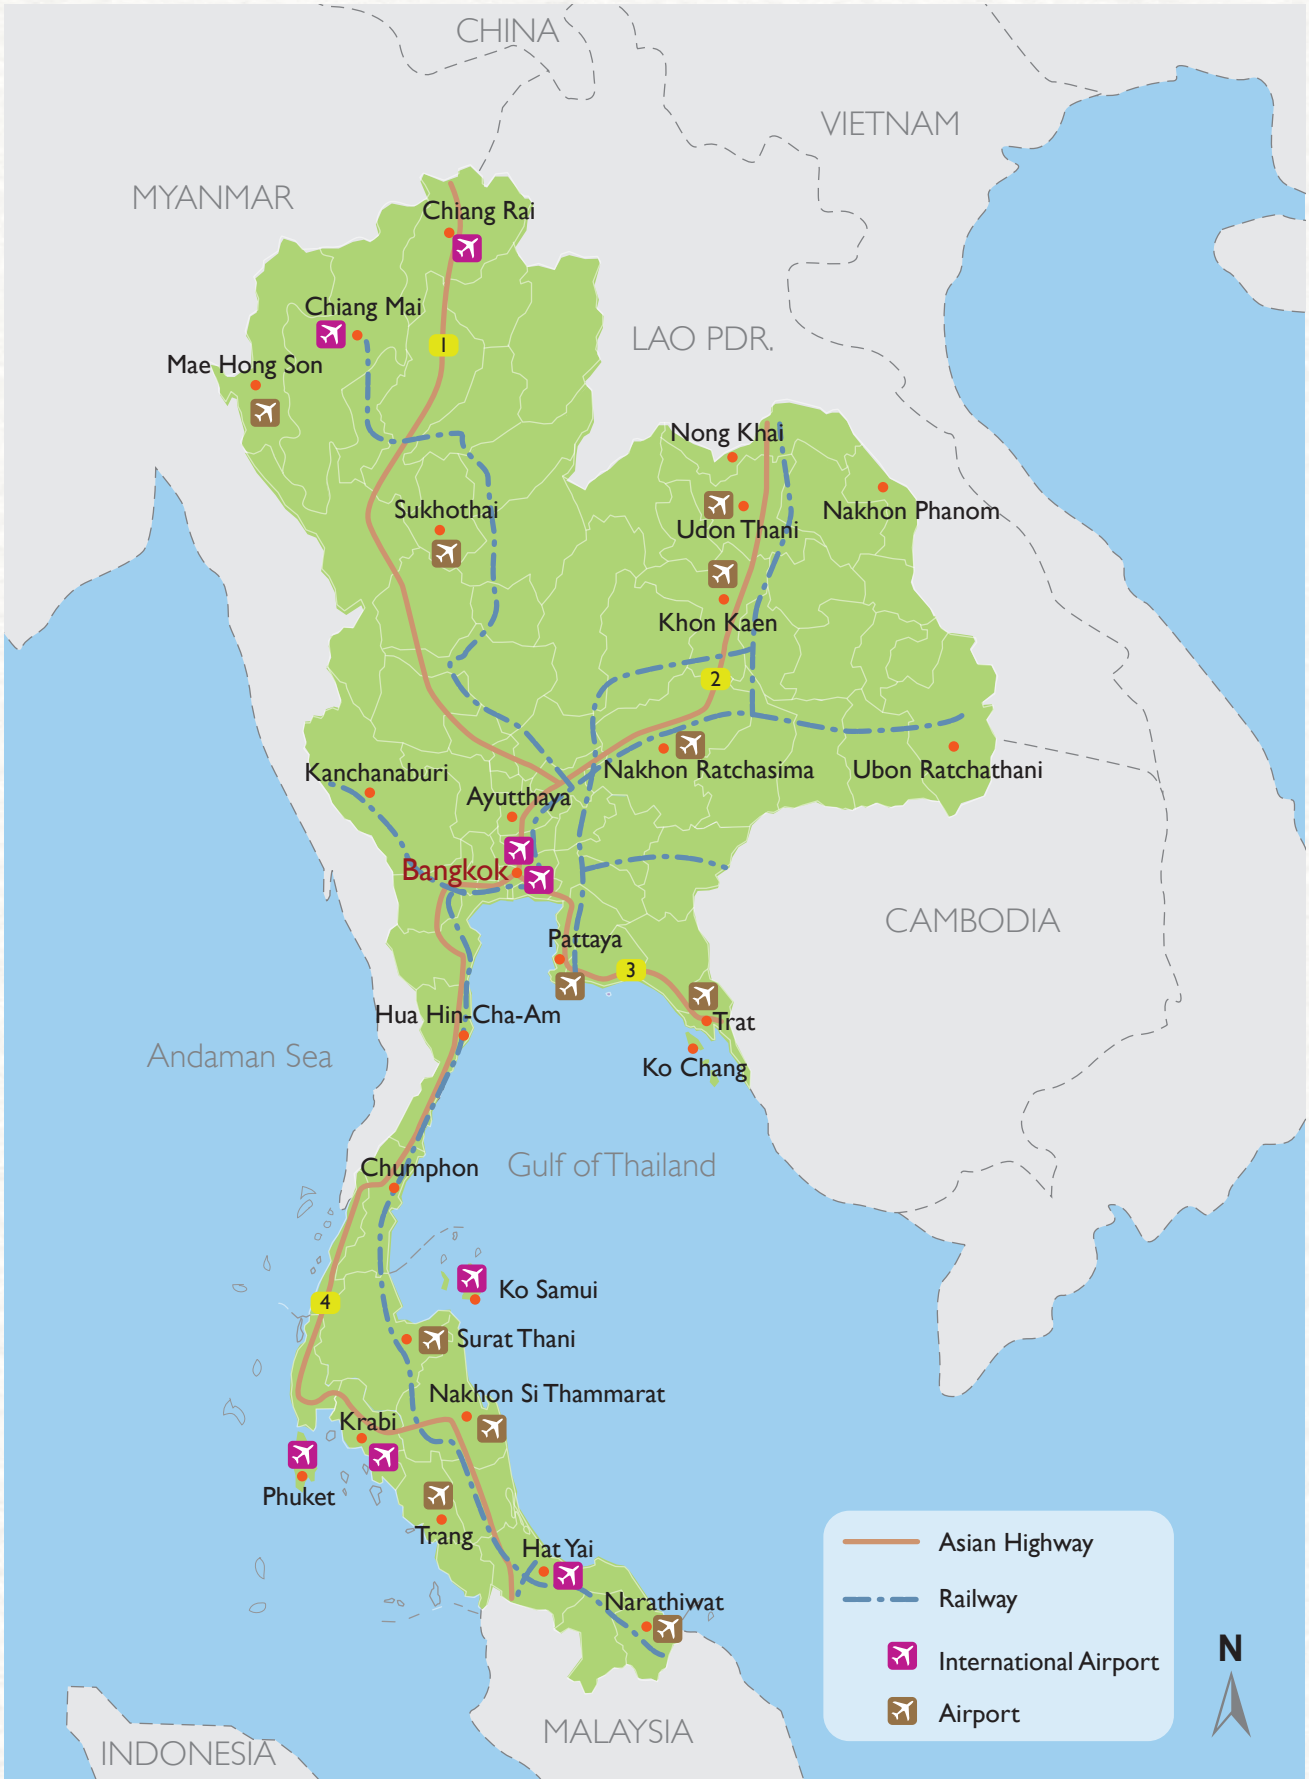 CHINA
VIETNAM
MYANMAR
Chiang Rai
Chiang Mai
LAO PDR.
1
Mae Hong Son
Nong Khai
Sukhothai
Nakhon Phanom
Udon Thani
Khon Kaen
2
Kanchanaburi
Nakhon Ratchasima
Ubon Ratchathani
Ayutthaya
Bangkok
CAMBODIA
Pattaya
3
Hua Hin-Cha-Am
Trat
Andaman Sea
Ko Chang
Chumphon
Gulf of Thailand
Ko Samui
4
Surat Thani
Nakhon Si Thammarat
Krabi
Phuket
Trang
Hat Yai
Narathiwat
Asian Highway
Railway
International Airport
Airport
N
MALAYSIA
INDONESIA